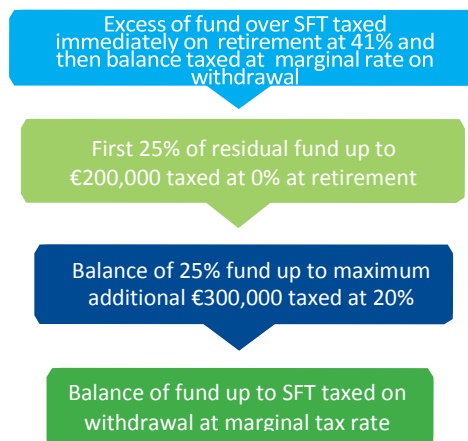 Excess of fund over SFT taxed
immediately on retirement at 41% and
then balance taxed at marginal rate on
withdrawal
First 25% of residual fund up to
€200,000 taxed at 0% at retirement
Balance of 25% fund up to maximum
additional €300,000 taxed at 20%
Balance of fund up to SFT taxed on
withdrawal at marginal tax rate